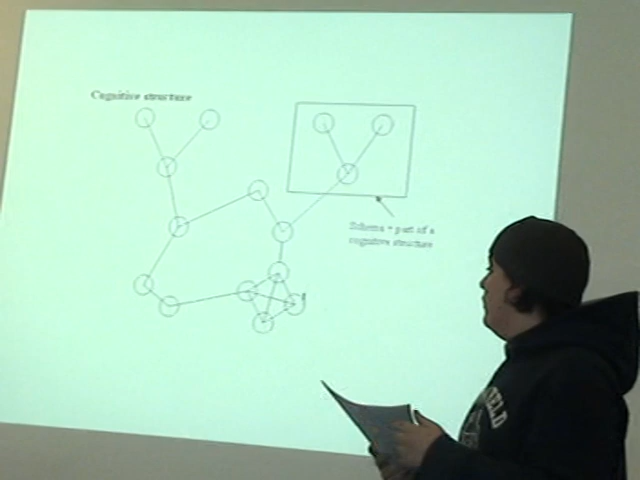 Cognitive structure
Schema = part of a
cognitive structure